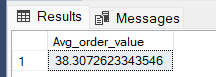 Results Messages
Avg_order_value
1 38.3072623343546